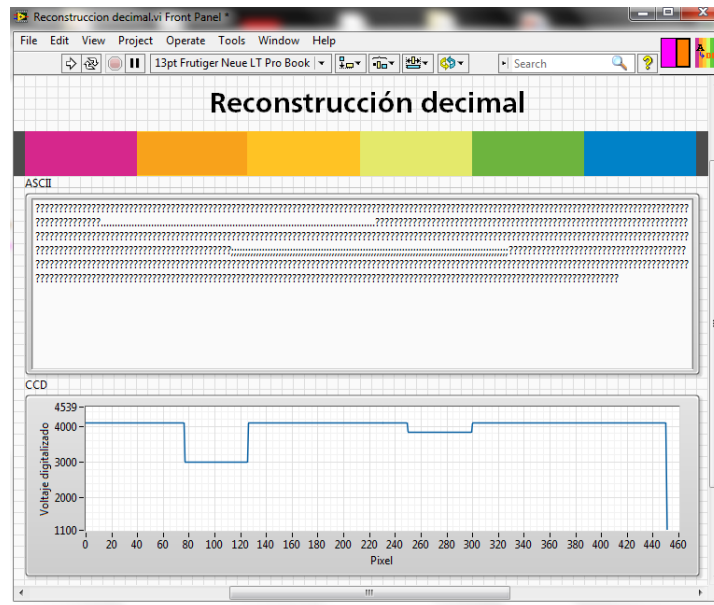 Reconstruccion decimal.vi Front Panel *
File Edit View Project Operate Tools Window Help
13pt Frutiger Neue LT Pro Book Search ?
Reconstrucción decimal
ASCII
CCD
Voltaje digitalizado
4539
4000
3000
2000
1100
0 20 40 60 80 100 120 140 160 180 200 220 240 260 280 300 320 340 360 380 400 420 440 460
Pixel